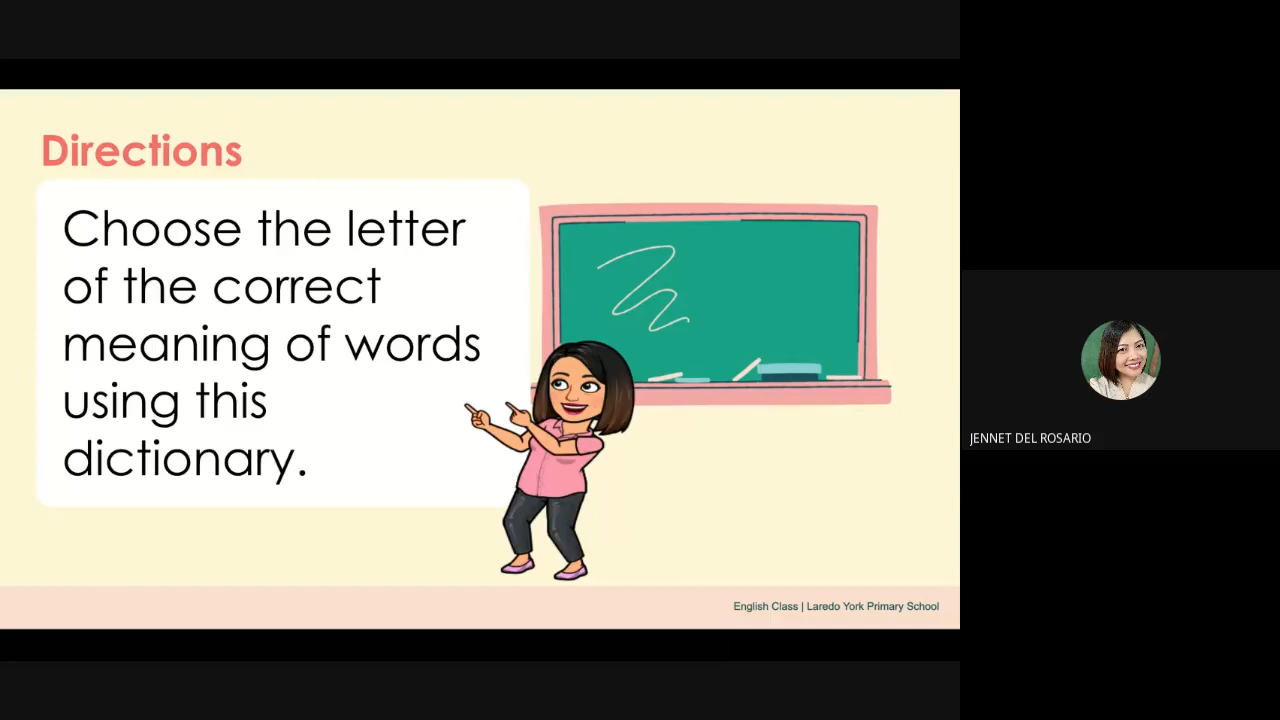 Directions
Choose the letter
of the correct
meaning of words
using this
dictionary.
JENNET DEL ROSARIO
English Class | Laredo York Primary School